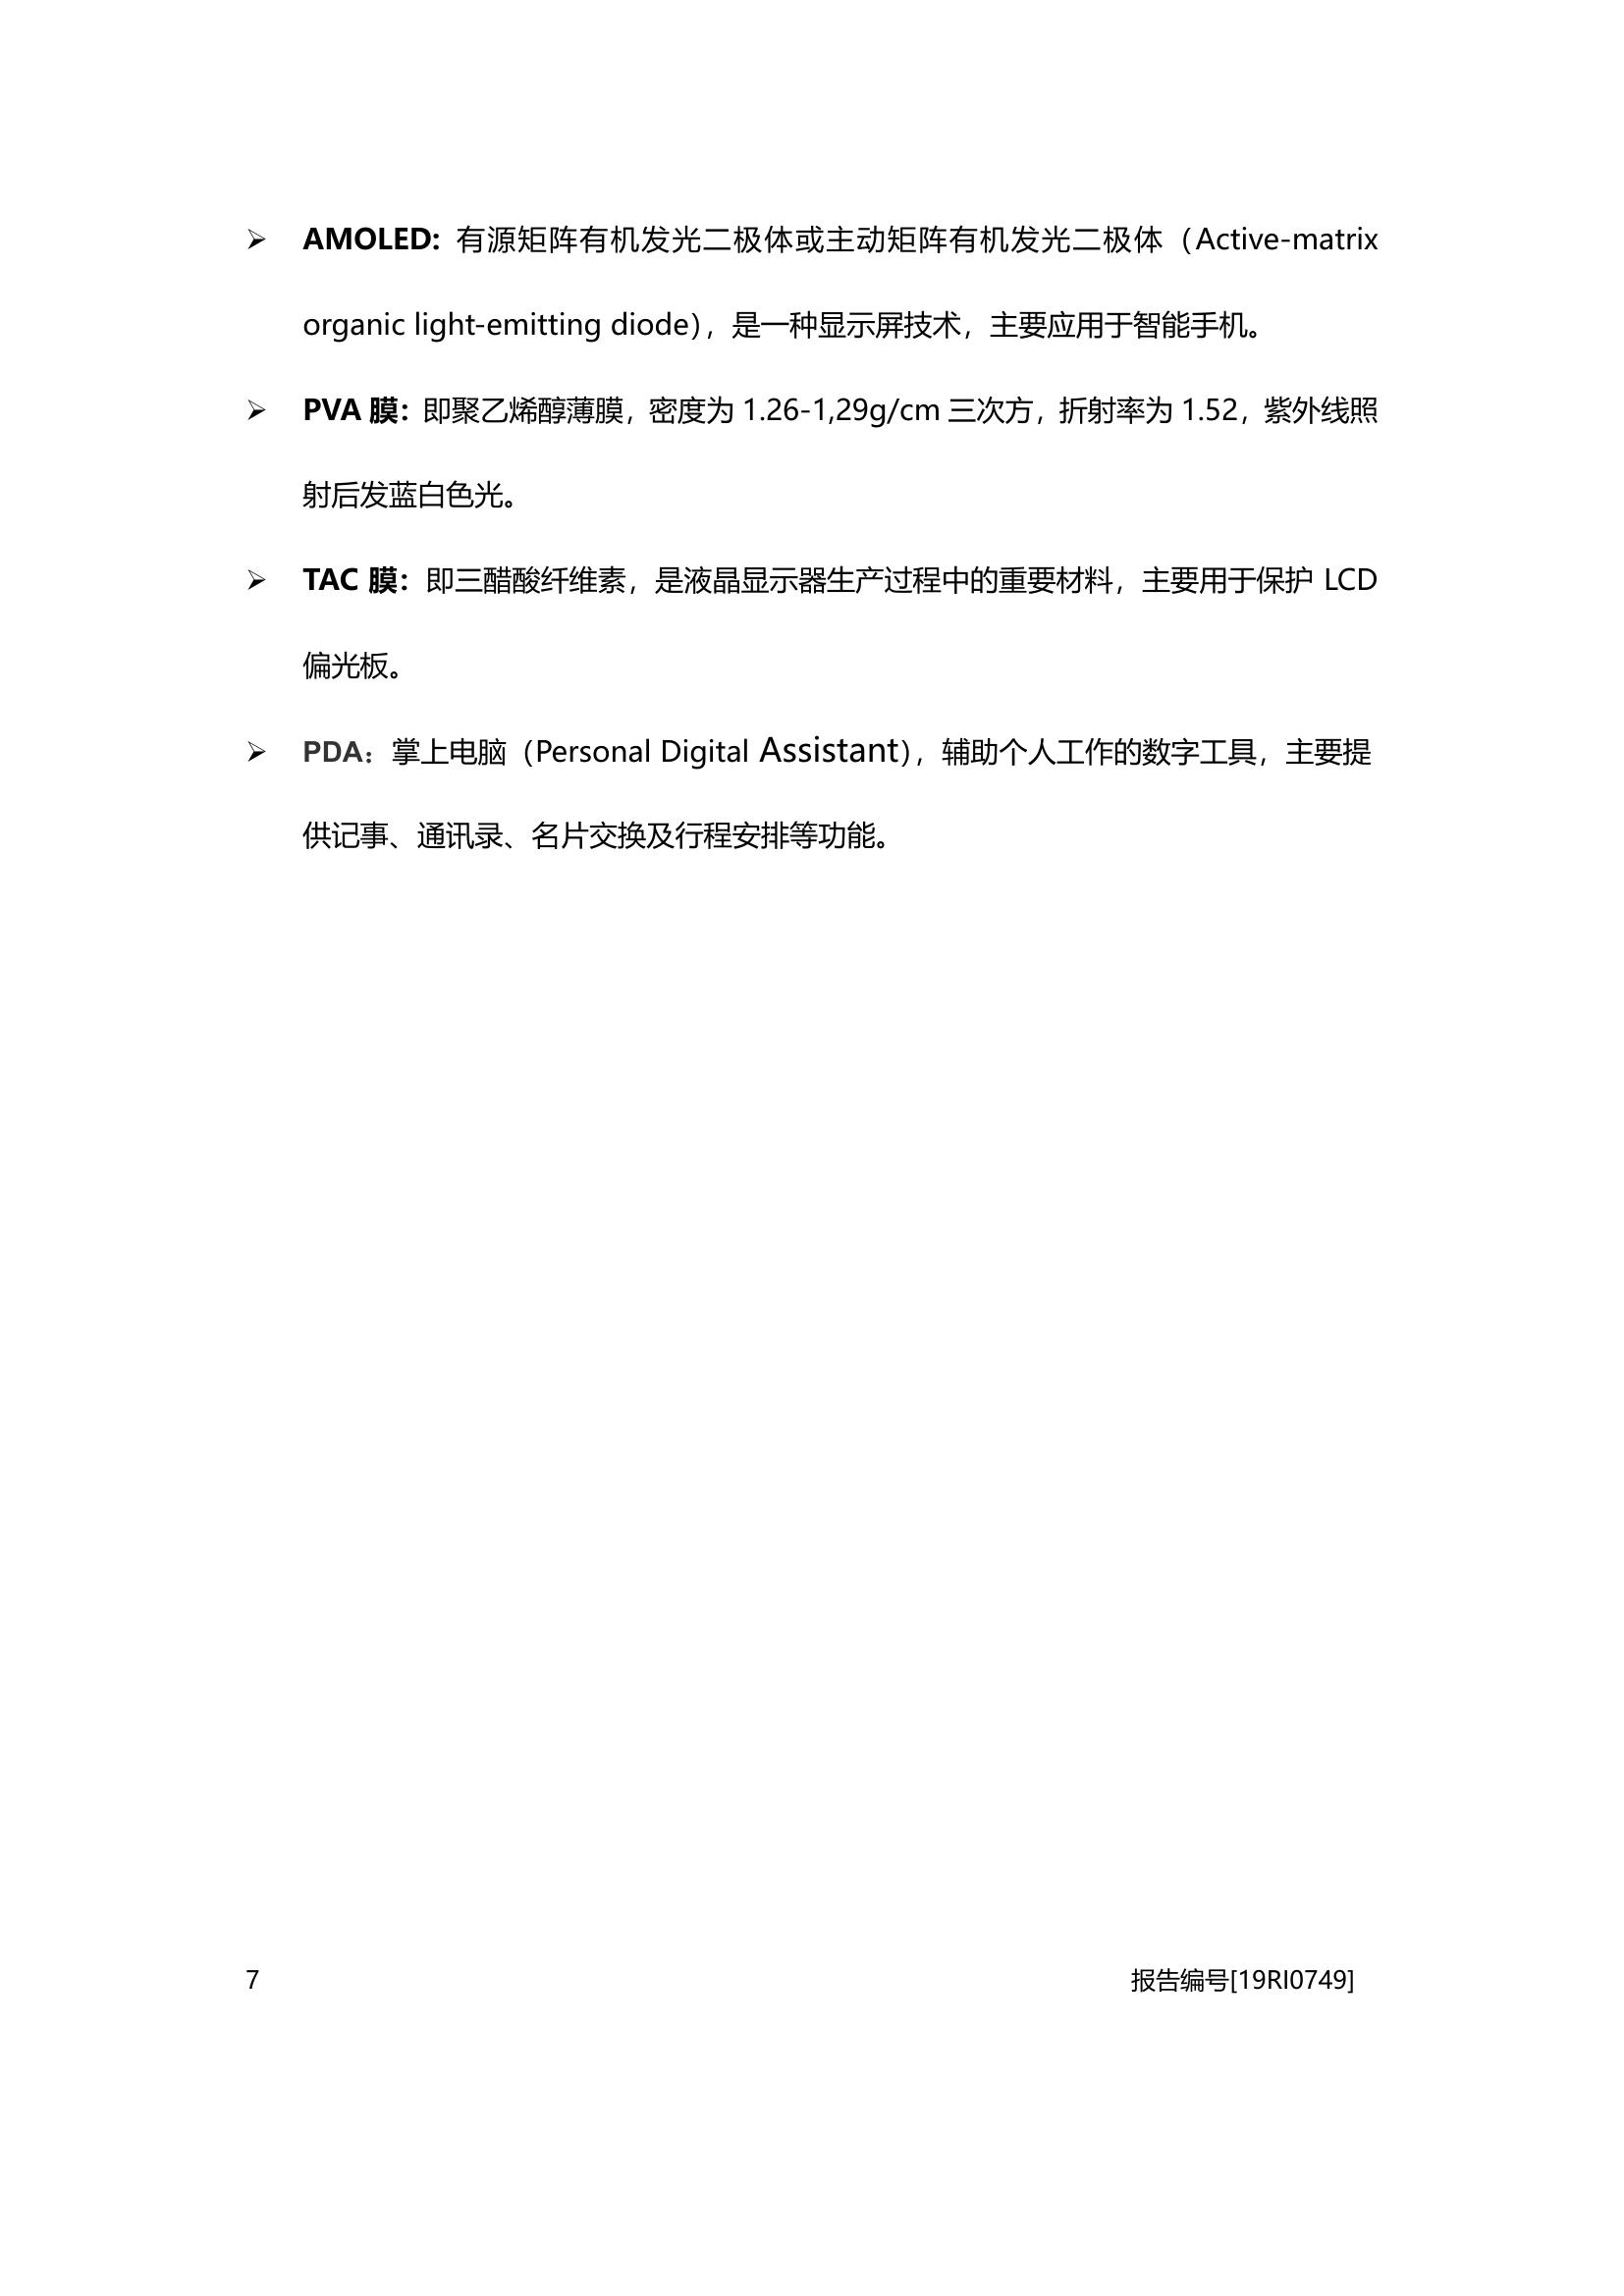 ➢ AMOLED：有源矩阵有机发光二极体或主动矩阵有机发光二极体（Active-matrix
organic light-emitting diode），是一种显示屏技术，主要应用于智能手机。
➢ PVA 膜：即聚乙烯醇薄膜，密度为 1.26-1,29g/cm 三次方，折射率为 1.52，紫外线照
射后发蓝白色光。
➢ TAC 膜：即三醋酸纤维素，是液晶显示器生产过程中的重要材料，主要用于保护 LCD
偏光板。
➢ PDA：掌上电脑（Personal Digital Assistant），辅助个人工作的数字工具，主要提
供记事、通讯录、名片交换及行程安排等功能。
7 报告编号[19RI0749]